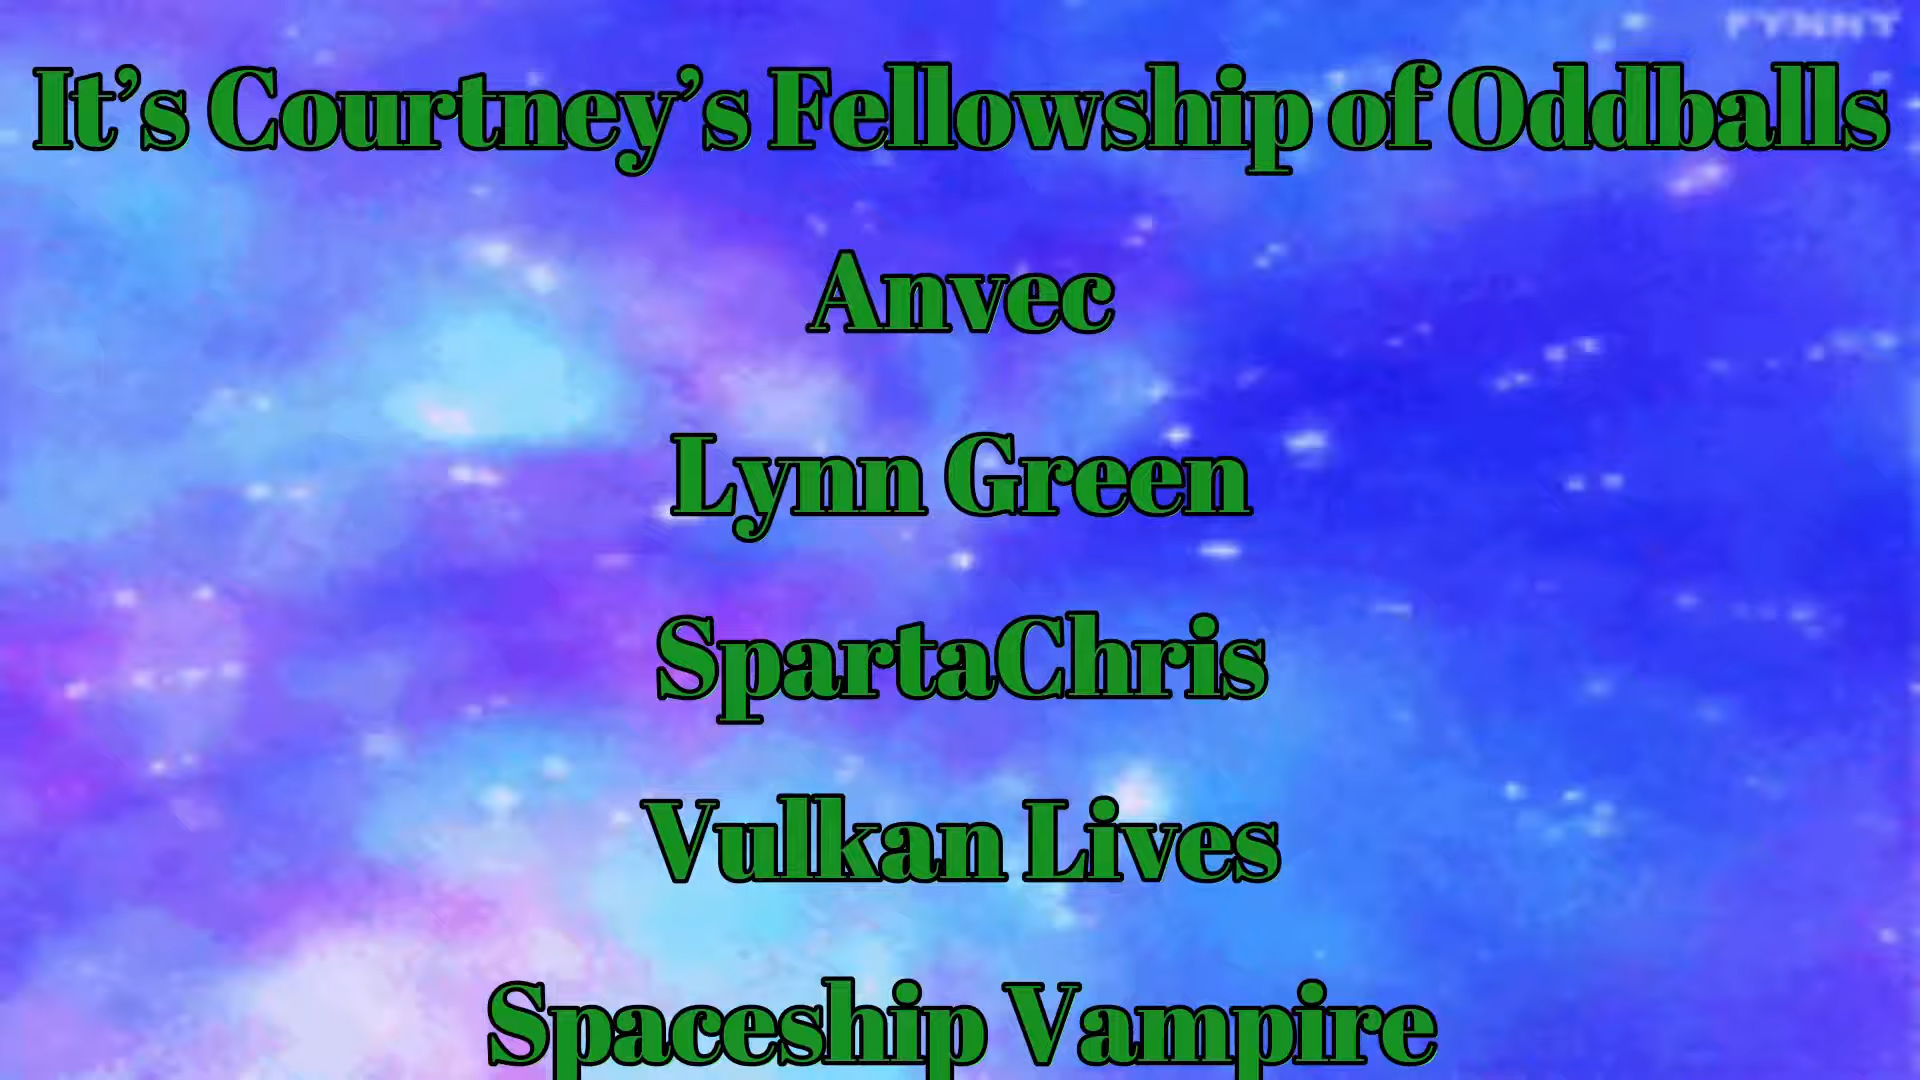 It’s Courtney’s Fellowship of Oddballs
Anvec
Lynn Green
SpartaChris
Vulkan Lives
Spaceship Vampire